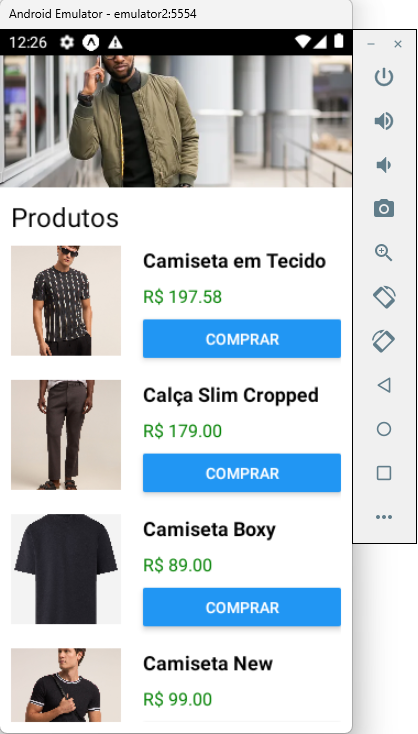 Android Emulator - emulator2:5554
12:26
Produtos
Camiseta em Tecido
R$ 197.58
COMPRAR
Calça Slim Cropped
R$ 179.00
COMPRAR
Camiseta Boxy
R$ 89.00
COMPRAR
Camiseta New
R$ 99.00